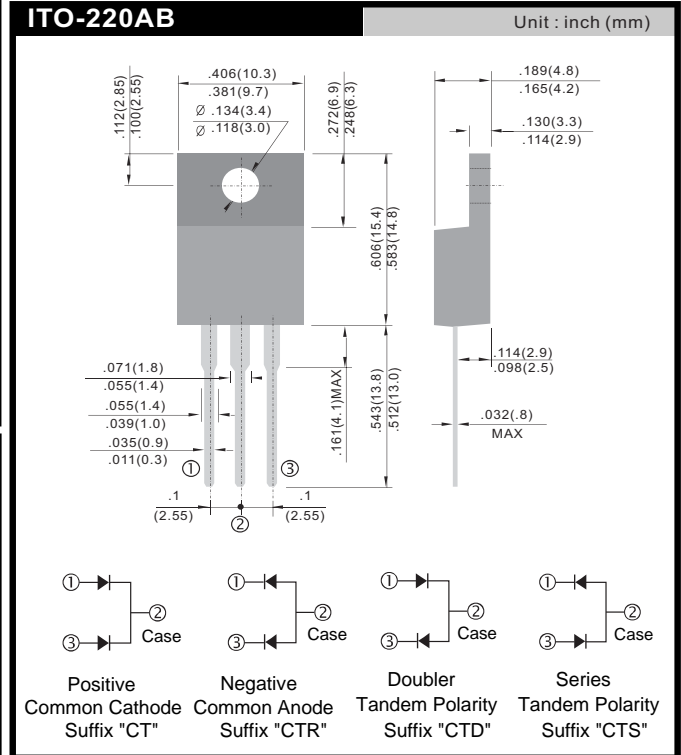 ITO-220AB
Unit : inch (mm)
.112(2.85)
.100(2.55)
.406(10.3)
.381(9.7)
Ø .134(3.4)
Ø .118(3.0)
.272(6.9)
.248(6.3)
.606(15.4)
.583(14.8)
.189(4.8)
.165(4.2)
.130(3.3)
.114(2.9)
.071(1.8)
.055(1.4)
.055(1.4)
.039(1.0)
.035(0.9)
.011(0.3)
.161(4.1)MAX
.543(13.8)
.512(13.0)
.114(2.9)
.098(2.5)
.032(.8)
MAX
① ③
.1
(2.55)
②
.1
(2.55)
① ② ③ Case
① ② ③ Case
① ② ③ Case
① ② ③ Case
Positive
Common Cathode
Suffix "CT"
Negative
Common Anode
Suffix "CTR"
Doubler
Tandem Polarity
Suffix "CTD"
Series
Tandem Polarity
Suffix "CTS"